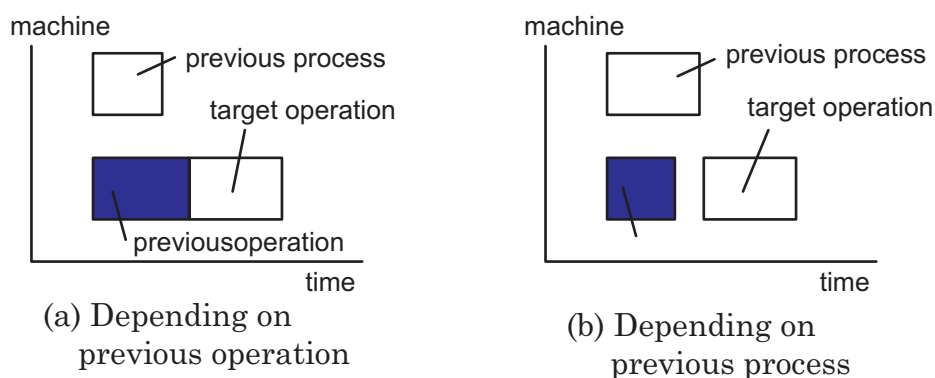 machine
previous process
target operation
previousoperation
time
(a) Depending on
previous operation
machine
previous process
target operation
time
(b) Depending on
previous process